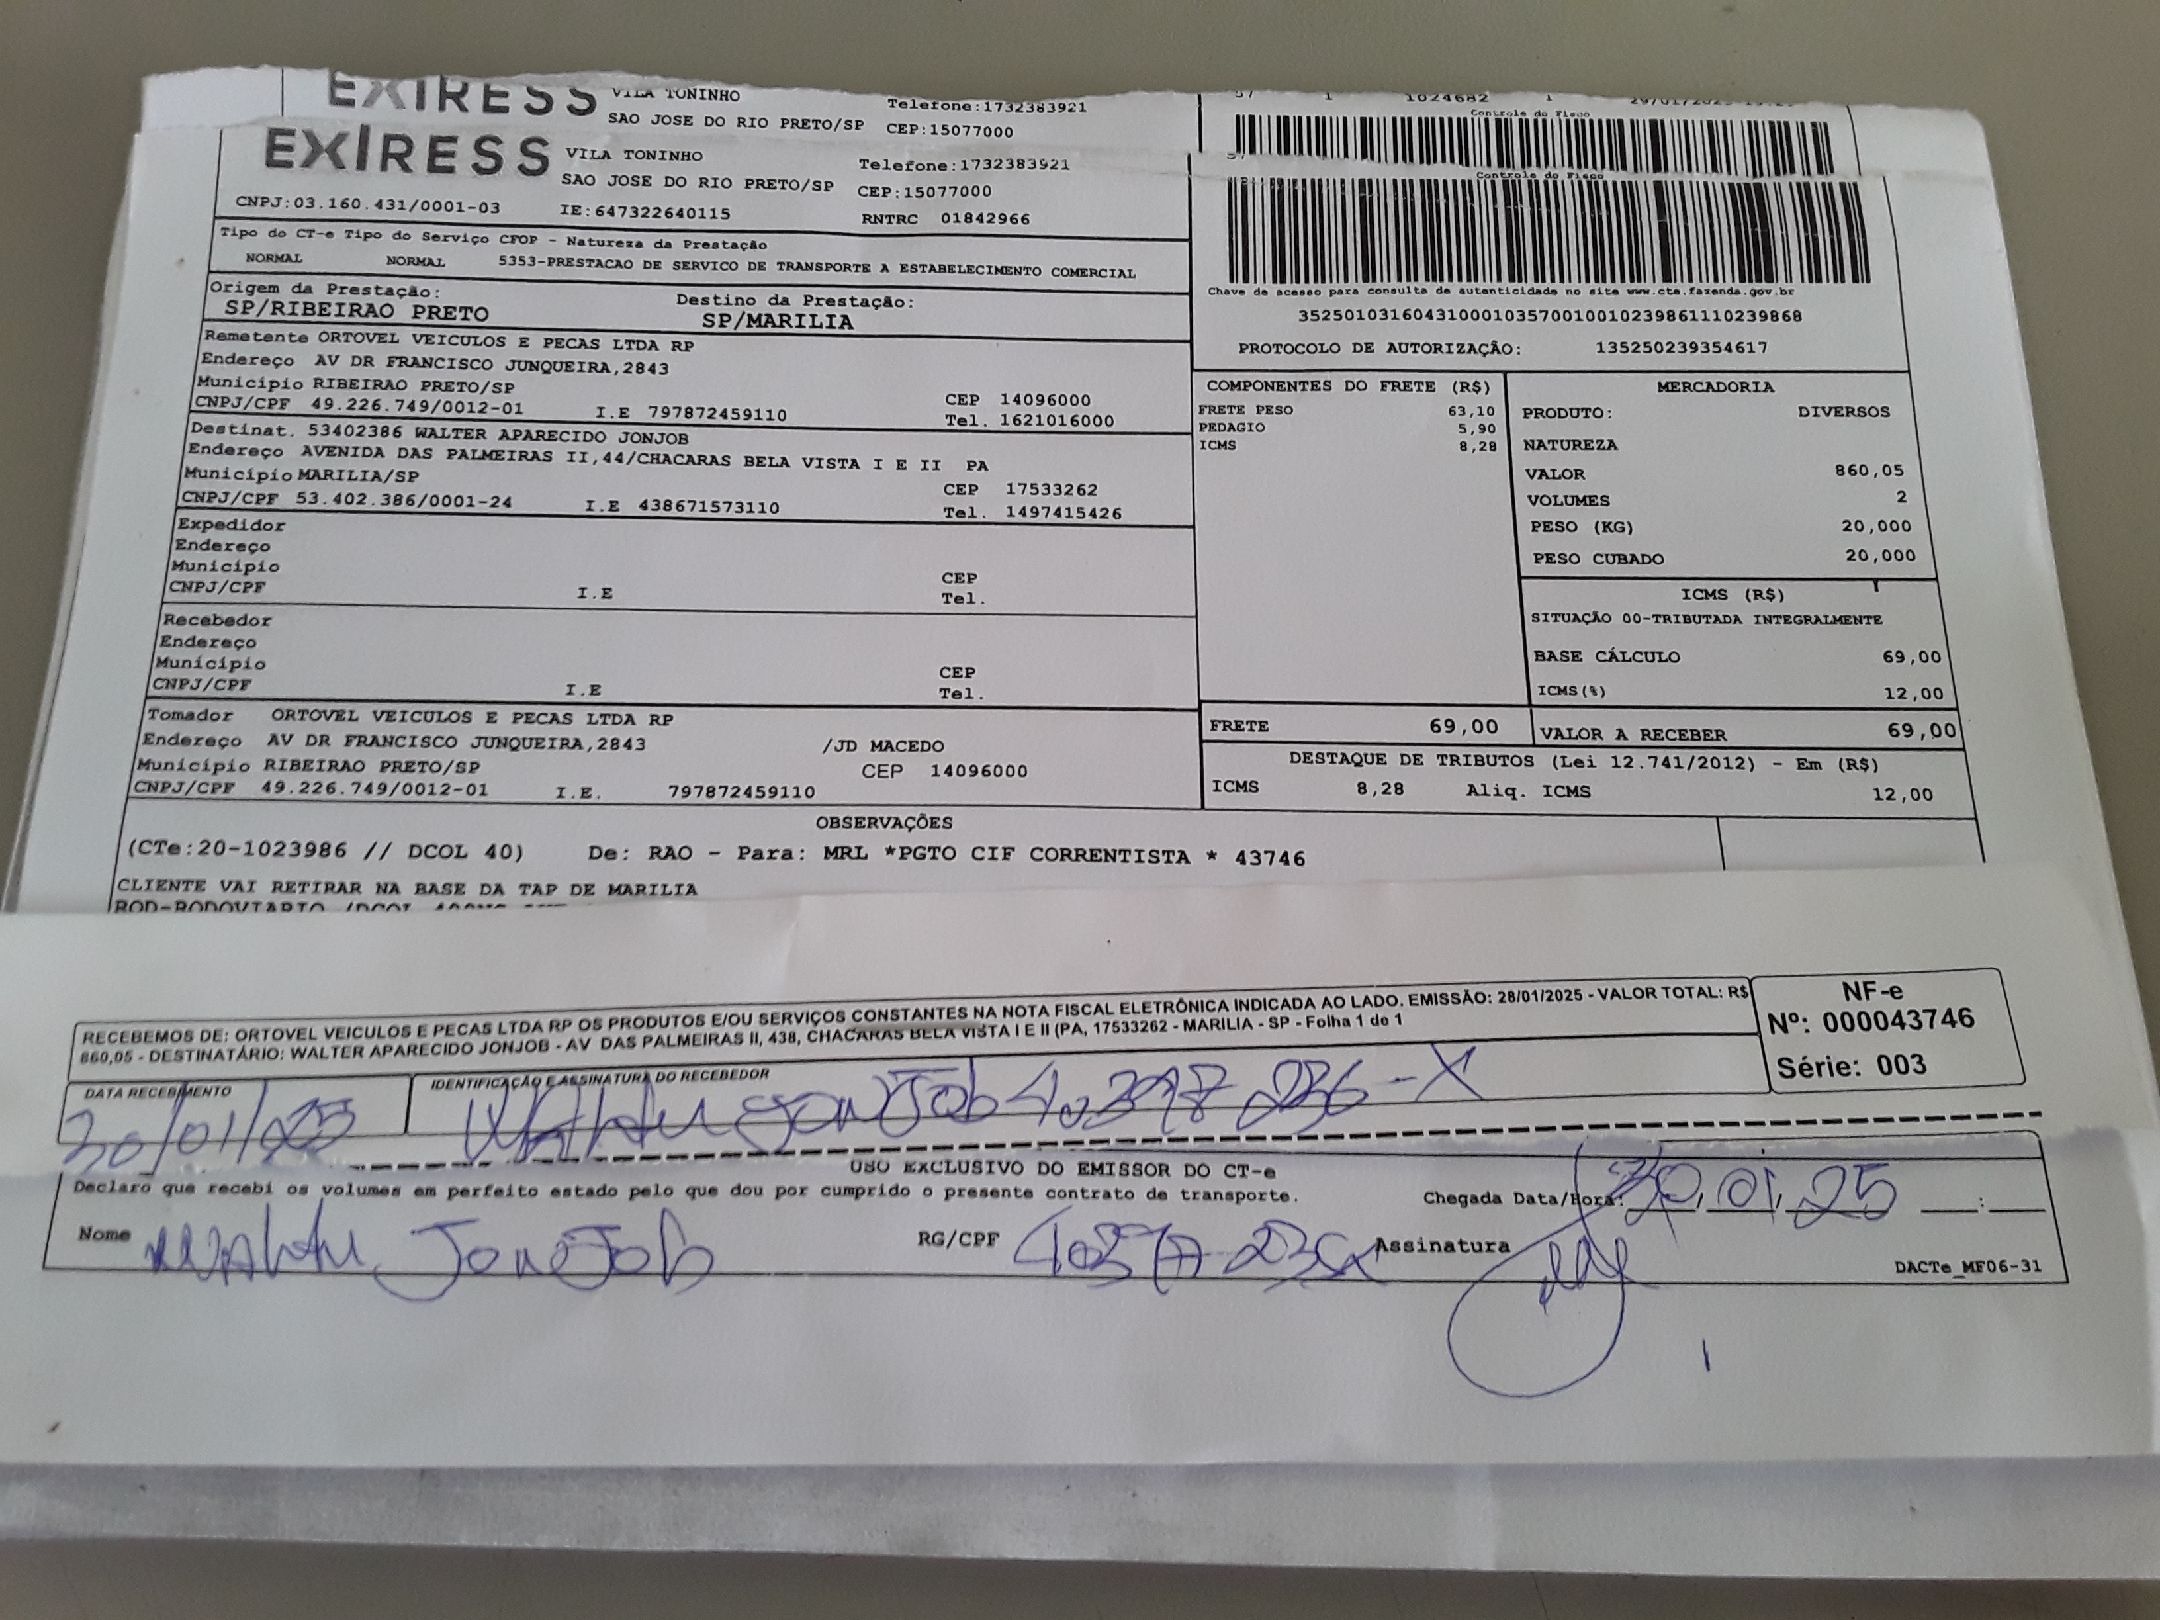 EXPRESS VILA TONINHO Telefone:1732383921
SAO JOSE DO RIO PRETO/SP CEP:15077000
57 1 1024682 1
Controle do Fisco
EXPRESS VILA TONINHO Telefone:1732383921
SAO JOSE DO RIO PRETO/SP CEP:15077000
CNPJ:03.160.431/0001-03 IE:647322640115 RNTRC 01842966
Controle do Fisco
Tipo do CT-e Tipo do Serviço CFOP - Natureza da Prestação
NORMAL NORMAL 5353-PRESTACAO DE SERVICO DE TRANSPORTE A ESTABELECIMENTO COMERCIAL
Chave de acesso para consulta de autenticidade no site www.cte.fazenda.gov.br
35250103160431000103570010010239861110239868
PROTOCOLO DE AUTORIZAÇÃO: 135250239354617
Origem da Prestação: Destino da Prestação:
SP/RIBEIRAO PRETO SP/MARILIA
Remetente ORTOVEL VEICULOS E PECAS LTDA RP
Endereço AV DR FRANCISCO JUNQUEIRA,2843
Município RIBEIRAO PRETO/SP CEP 14096000
CNPJ/CPF 49.226.749/0012-01 I.E 797872459110 Tel. 1621016000
Destinat. 53402386 WALTER APARECIDO JONJOB
Endereço AVENIDA DAS PALMEIRAS II,44/CHACARAS BELA VISTA I E II PA
Município MARILIA/SP CEP 17533262
CNPJ/CPF 53.402.386/0001-24 I.E 438671573110 Tel. 1497415426
Expedidor
Endereço
Município CEP
CNPJ/CPF I.E Tel.
Recebedor
Endereço
Município CEP
CNPJ/CPF I.E Tel.
Tomador ORTOVEL VEICULOS E PECAS LTDA RP
Endereço AV DR FRANCISCO JUNQUEIRA,2843 /JD MACEDO
Município RIBEIRAO PRETO/SP CEP 14096000
CNPJ/CPF 49.226.749/0012-01 I.E. 797872459110
COMPONENTES DO FRETE (R$)
FRETE PESO 63,10
PEDAGIO 5,90
ICMS 8,28
MERCADORIA
PRODUTO: DIVERSOS
NATUREZA
VALOR 860,05
VOLUMES 2
PESO (KG) 20,000
PESO CUBADO 20,000
ICMS (R$)
SITUAÇÃO 00-TRIBUTADA INTEGRALMENTE
BASE CÁLCULO 69,00
ICMS(%) 12,00
FRETE 69,00 VALOR A RECEBER 69,00
DESTAQUE DE TRIBUTOS (Lei 12.741/2012) - Em (R$)
ICMS 8,28 Aliq. ICMS 12,00
OBSERVAÇÕES
(CTe:20-1023986 // DCOL 40) De: RAO - Para: MRL *PGTO CIF CORRENTISTA * 43746
CLIENTE VAI RETIRAR NA BASE DA TAP DE MARILIA
ROD-RODOVIARIO
RECEBEMOS DE: ORTOVEL VEICULOS E PECAS LTDA RP OS PRODUTOS E/OU SERVIÇOS CONSTANTES NA NOTA FISCAL ELETRÔNICA INDICADA AO LADO. EMISSÃO: 28/01/2025 - VALOR TOTAL: R$
860,05 - DESTINATÁRIO: WALTER APARECIDO JONJOB - AV DAS PALMEIRAS II, 438, CHACARAS BELA VISTA I E II (PA, 17533262 - MARILIA - SP - Folha 1 de 1
NF-e
Nº: 000043746
Série: 003
DATA RECEBIMENTO IDENTIFICAÇÃO E ASSINATURA DO RECEBEDOR
30/01/2025 Walter JonJob
USO EXCLUSIVO DO EMISSOR DO CT-e
Declaro que recebi os volumes em perfeito estado pelo que dou por cumprido o presente contrato de transporte.
Chegada Data/Hora: 30 01 25 :
Nome Walter JonJob RG/CPF Assinatura
DACTe_MF06-31